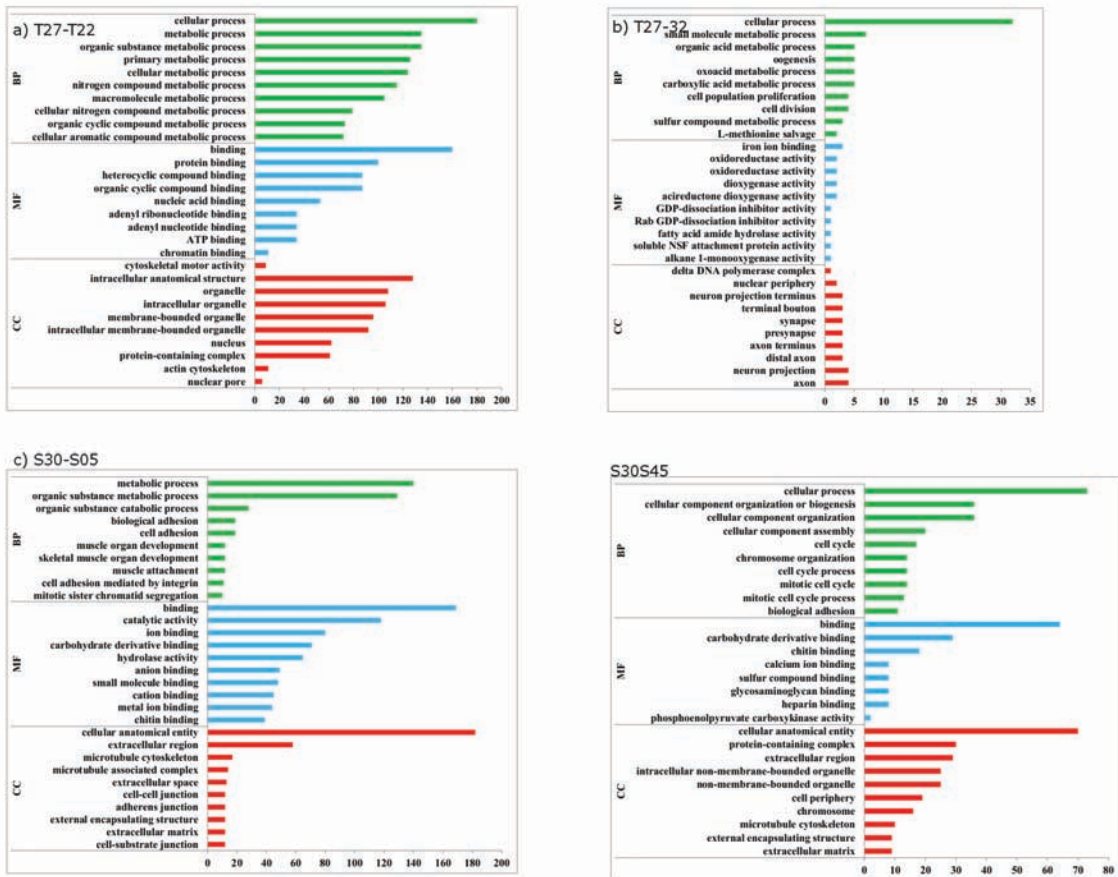 a) T27-T22
BP
cellular process
metabolic process
organic substance metabolic process
primary metabolic process
cellular metabolic process
nitrogen compound metabolic process
macromolecule metabolic process
cellular nitrogen compound metabolic process
organic cyclic compound metabolic process
cellular aromatic compound metabolic process
MF
binding
protein binding
heterocyclic compound binding
organic cyclic compound binding
nucleic acid binding
adenyl ribonucleotide binding
adenyl nucleotide binding
ATP binding
chromatin binding
cytoskeletal motor activity
CC
intracellular anatomical structure
organelle
intracellular organelle
membrane-bounded organelle
intracellular membrane-bounded organelle
nucleus
protein-containing complex
actin cytoskeleton
nuclear pore
0 20 40 60 80 100 120 140 160 180 200
b) T27-32
BP
cellular process
small molecule metabolic process
organic acid metabolic process
oogenesis
oxoacid metabolic process
carboxylic acid metabolic process
cell population proliferation
cell division
sulfur compound metabolic process
L-methionine salvage
MF
iron ion binding
oxidoreductase activity
oxidoreductase activity
dioxygenase activity
acireductone dioxygenase activity
GDP-dissociation inhibitor activity
Rab GDP-dissociation inhibitor activity
fatty acid amide hydrolase activity
soluble NSF attachment protein activity
alkane 1-monooxygenase activity
CC
delta DNA polymerase complex
nuclear periphery
neuron projection terminus
terminal bouton
synapse
presynapse
axon terminus
distal axon
neuron projection
axon
0 5 10 15 20 25 30 35
c) S30-S05
BP
metabolic process
organic substance metabolic process
organic substance catabolic process
biological adhesion
cell adhesion
muscle organ development
skeletal muscle organ development
muscle attachment
cell adhesion mediated by integrin
mitotic sister chromatid segregation
MF
binding
catalytic activity
ion binding
carbohydrate derivative binding
hydrolase activity
anion binding
small molecule binding
cation binding
metal ion binding
chitin binding
CC
cellular anatomical entity
extracellular region
microtubule cytoskeleton
microtubule associated complex
extracellular space
cell-cell junction
adherens junction
external encapsulating structure
extracellular matrix
cell-substrate junction
0 20 40 60 80 100 120 140 160 180 200
S30S45
BP
cellular process
cellular component organization or biogenesis
cellular component organization
cellular component assembly
cell cycle
chromosome organization
cell cycle process
mitotic cell cycle
mitotic cell cycle process
biological adhesion
MF
binding
carbohydrate derivative binding
chitin binding
calcium ion binding
sulfur compound binding
glycosaminoglycan binding
heparin binding
phosphoenolpyruvate carboxykinase activity
CC
cellular anatomical entity
protein-containing complex
extracellular region
intracellular non-membrane-bounded organelle
non-membrane-bounded organelle
cell periphery
chromosome
microtubule cytoskeleton
external encapsulating structure
extracellular matrix
0 10 20 30 40 50 60 70 80